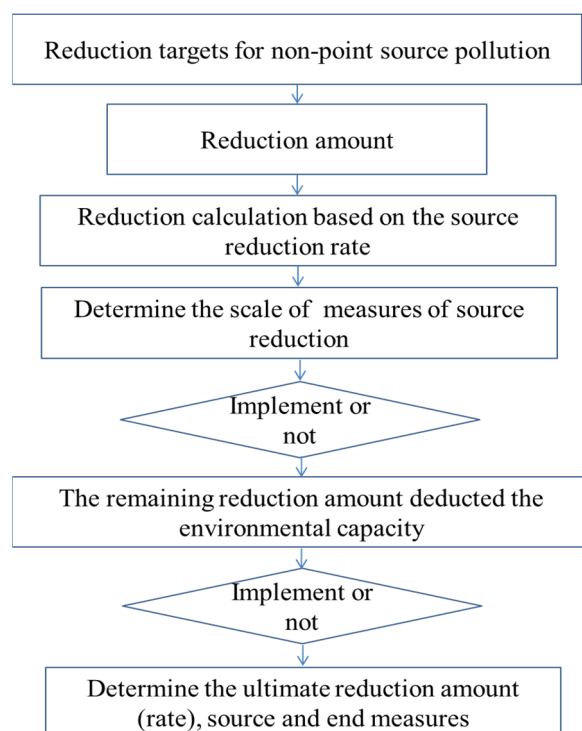 Reduction targets for non-point source pollution
Reduction amount
Reduction calculation based on the source
reduction rate
Determine the scale of  measures of source
reduction
Implement or
not
The remaining reduction amount deducted the
environmental capacity
Implement or
not
Determine the ultimate reduction amount
(rate), source and end measures